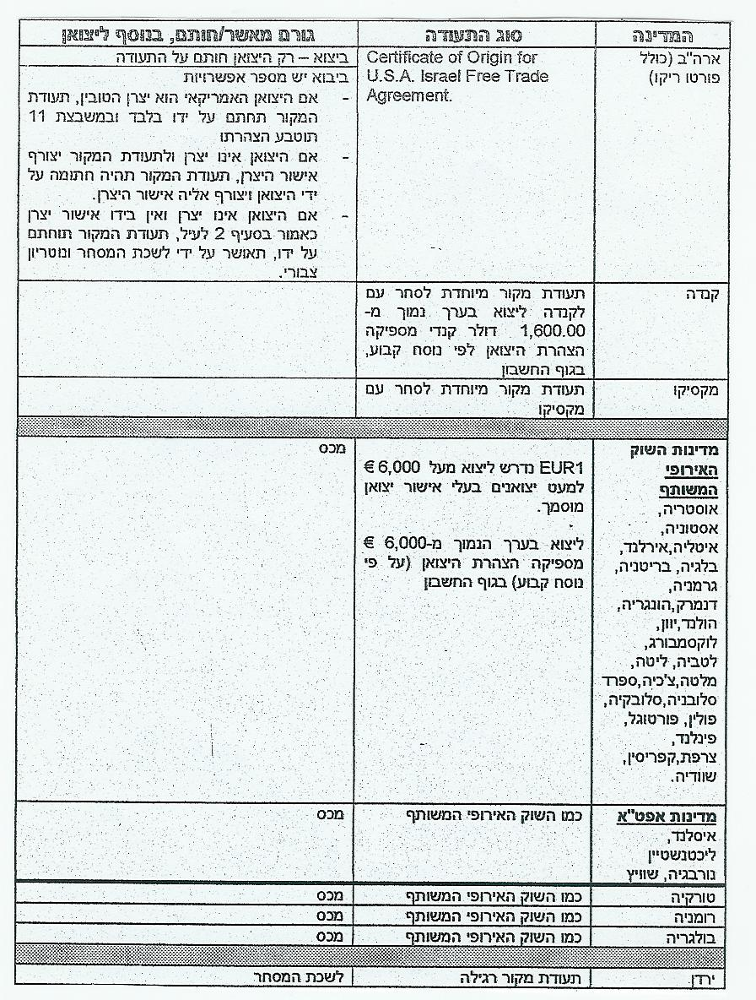 המדינה
סוג התעודה
גורם מאשר/חותם, בנוסף ליצואן
ארה"ב (כולל
פורטו ריקו)
Certificate of Origin for
U.S.A. Israel Free Trade
Agreement.
ביצוא – רק היצואן חותם על התעודה
ביבוא יש מספר אפשרויות
- אם היצואן האמריקאי הוא יצרן הטובין, תעודת
המקור תחתם על ידו בלבד ובמשבצת 11
תוטבע הצהרתו
- אם היצואן אינו יצרן ולתעודת המקור יצורף
אישור היצרן, תעודת המקור תהיה חתומה על
ידי היצואן ויצורף אליה אישור היצרן.
- אם היצואן אינו יצרן ואין בידו אישור יצרן
כאמור בסעיף 2 לעיל, תעודת המקור תוחתם
על ידו, תאושר על ידי לשכת המסחר ונוטריון
צבורי.
קנדה
תעודת מקור מיוחדת לסחר עם
לקנדה ליצוא בערך נמוך מ-
1,600.00 דולר קנדי מספיקה
הצהרת היצואן לפי נוסח קבוע,
בגוף החשבון
מקסיקו
תעודת מקור מיוחדת לסחר עם
מקסיקו
מדינות השוק
האירופי
המשותף
אוסטריה,
אסטוניה,
איטליה,אירלנד,
בלגיה, בריטניה,
גרמניה,
דנמרק,הונגריה,
הולנד,יוון,
לוקסמבורג,
לטביה, ליטה,
מלטה,צ'כיה,ספרד
סלובניה,סלובקיה,
פולין, פורטוגל,
פינלנד,
צרפת,קפריסין,
שוודיה.
EUR1 נדרש ליצוא מעל 6,000 €
למעט יצואנים בעלי אישור יצואן
מוסמך.
ליצוא בערך הנמוך מ-6,000 €
מספיקה הצהרת היצואן (על פי
נוסח קבוע) בגוף החשבון
מכס
מדינות אפט"א
איסלנד,
ליכטנשטיין
נורבגיה, שוויץ
כמו השוק האירופי המשותף
מכס
טורקיה
כמו השוק האירופי המשותף
מכס
רומניה
כמו השוק האירופי המשותף
מכס
בולגריה
כמו השוק האירופי המשותף
מכס
ירדן
תעודת מקור רגילה
לשכת המסחר